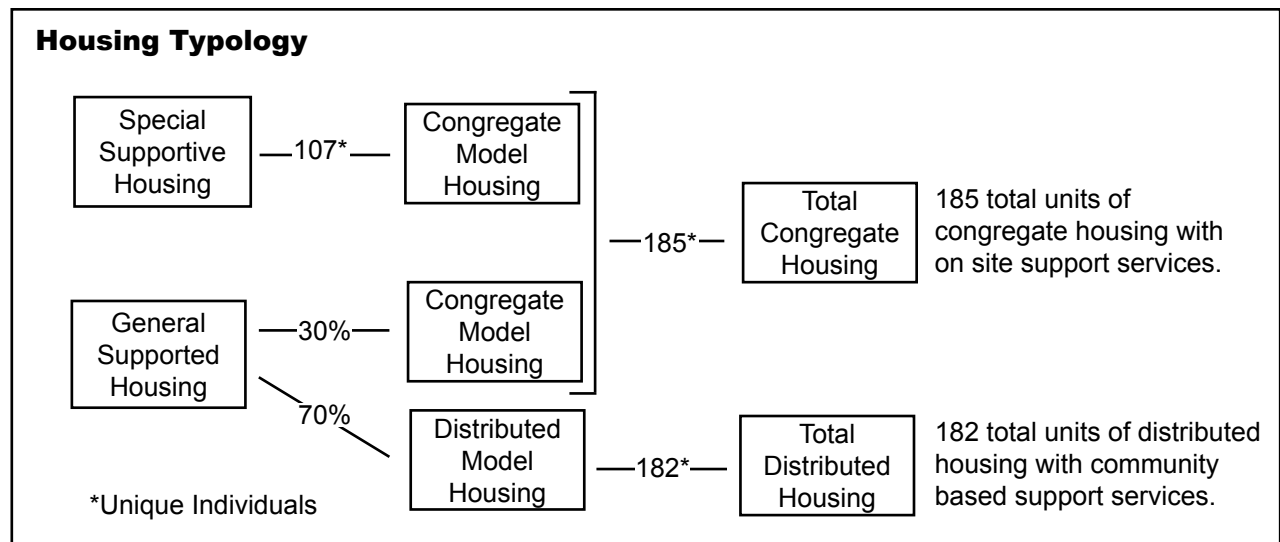 Housing Typology
Special
Supportive
Housing
107*
Congregate
Model
Housing
General
Supported
Housing
30%
Congregate
Model
Housing
185*
Total
Congregate
Housing
185 total units of
congregate housing with
on site support services.
70%
Distributed
Model
Housing
182*
Total
Distributed
Housing
182 total units of distributed
housing with community
based support services.
*Unique Individuals